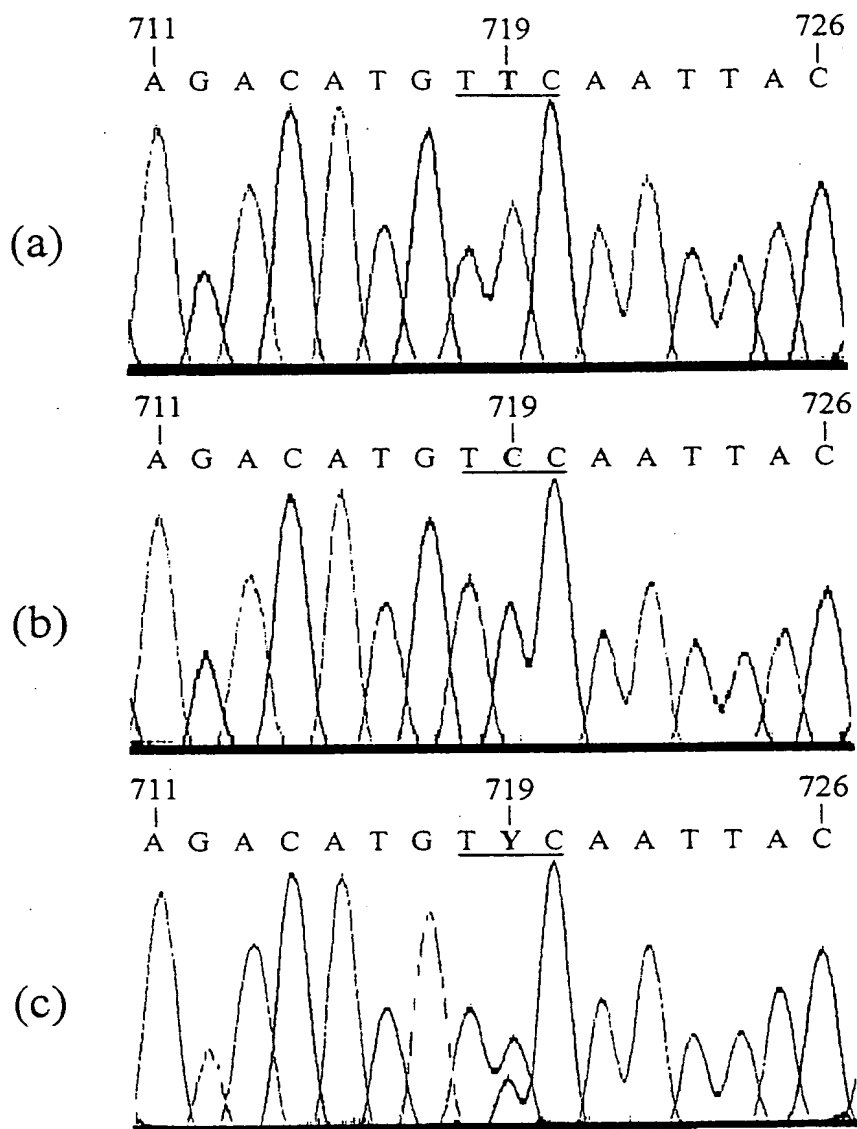 711 719 726
A G A C A T G T T C A A T T A C
(a)
711 719 726
A G A C A T G T C C A A T T A C
(b)
711 719 726
A G A C A T G T Y C A A T T A C
(c)